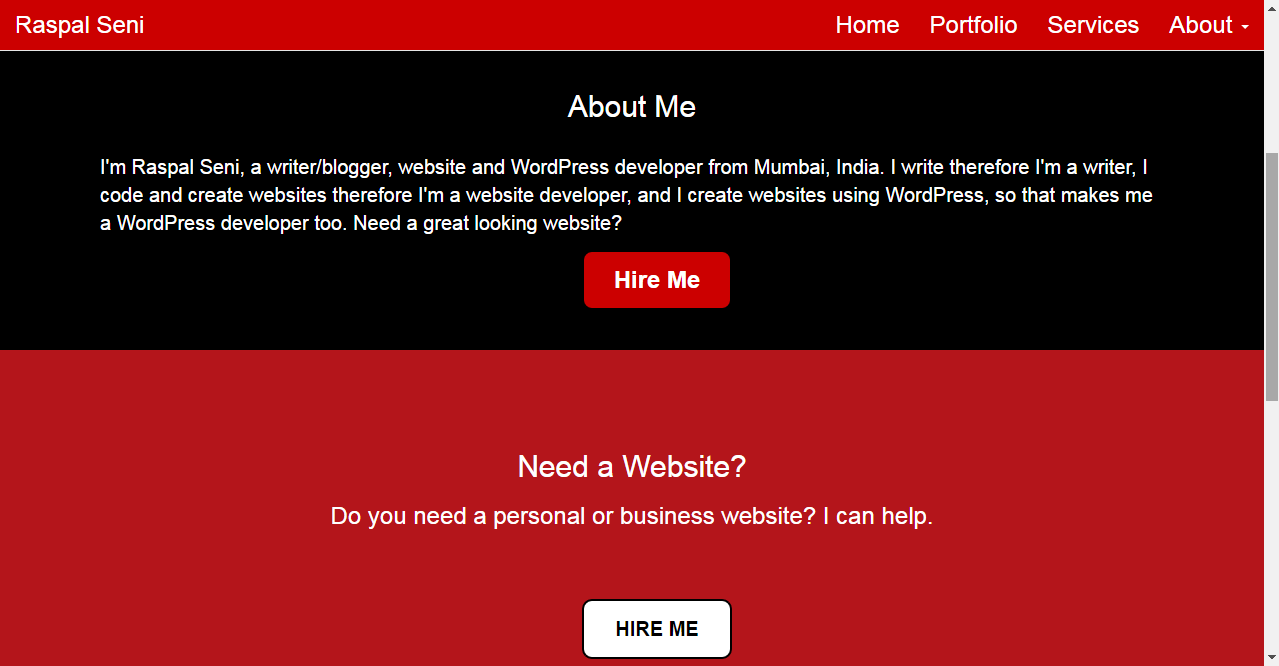 Raspal Seni Home Portfolio Services About
About Me
I'm Raspal Seni, a writer/blogger, website and WordPress developer from Mumbai, India. I write therefore I'm a writer, I
code and create websites therefore I'm a website developer, and I create websites using WordPress, so that makes me
a WordPress developer too. Need a great looking website?
Hire Me
Need a Website?
Do you need a personal or business website? I can help.
HIRE ME